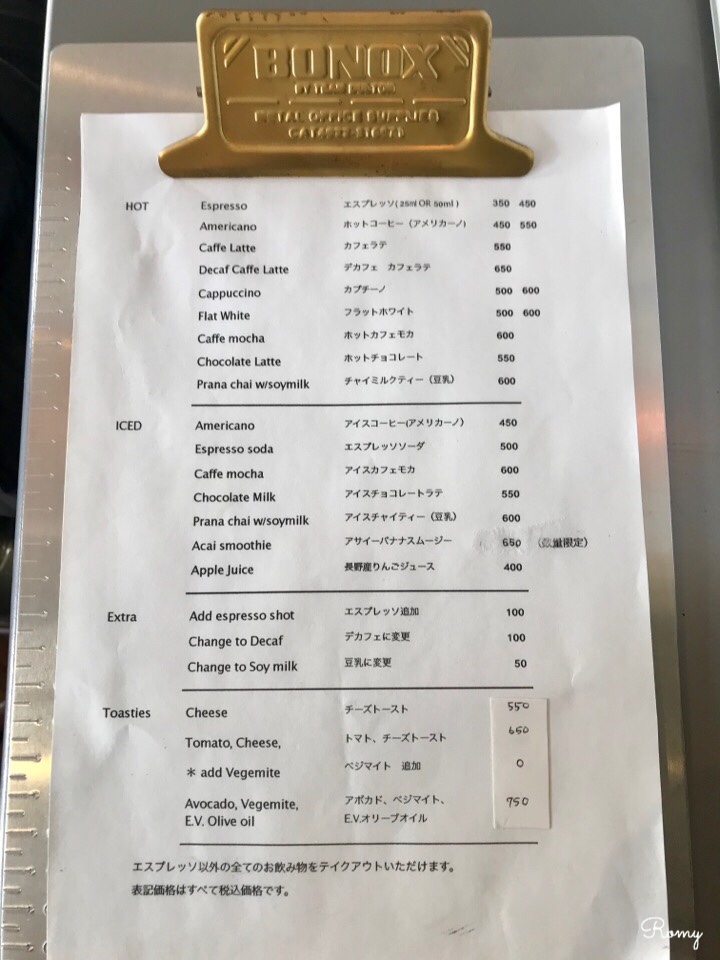 BONOX
METAL OFFICE SUPPLIES
HOT Espresso エスプレッソ( 25ml OR 50ml ) 350 450
Americano ホットコーヒー（アメリカーノ） 450 550
Caffe Latte カフェラテ 550
Decaf Caffe Latte デカフェ カフェラテ 650
Cappuccino カプチーノ 500 600
Flat White フラットホワイト 500 600
Caffe mocha ホットカフェモカ 600
Chocolate Latte ホットチョコレート 550
Prana chai w/soymilk チャイミルクティー（豆乳） 600
ICED Americano アイスコーヒー(アメリカーノ） 450
Espresso soda エスプレッソソーダ 500
Caffe mocha アイスカフェモカ 600
Chocolate Milk アイスチョコレートラテ 550
Prana chai w/soymilk アイスチャイティー（豆乳） 600
Acai smoothie アサイーバナナスムージー 650 （数量限定）
Apple Juice 長野産りんごジュース 400
Extra Add espresso shot エスプレッソ追加 100
Change to Decaf デカフェに変更 100
Change to Soy milk 豆乳に変更 50
Toasties Cheese チーズトースト 550
Tomato, Cheese, トマト、チーズトースト 650
＊ add Vegemite ベジマイト 追加 0
Avocado, Vegemite, アボカド、ベジマイト、 750
E.V. Olive oil E.V.オリーブオイル
エスプレッソ以外の全てのお飲み物をテイクアウトいただけます。
表記価格はすべて税込価格です。
Romy